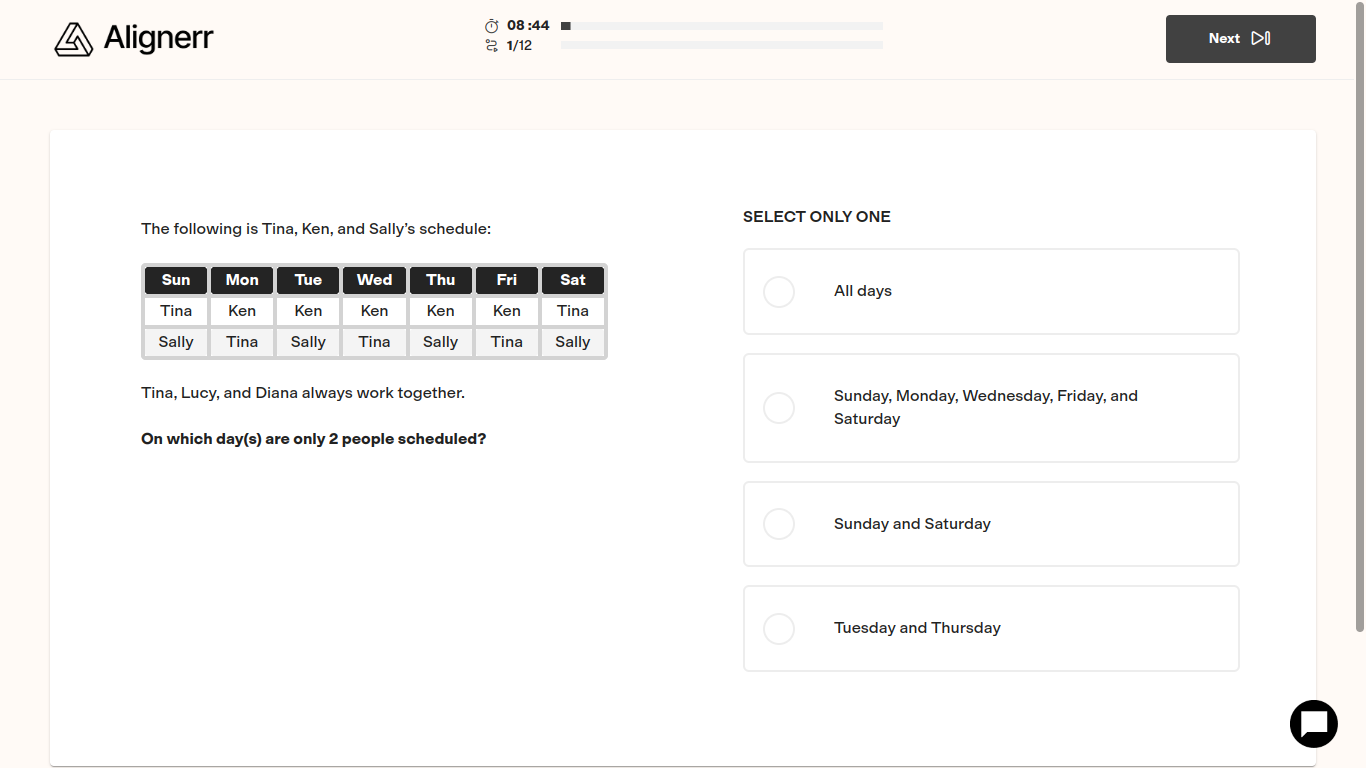 Alignerr
08 :44
1/12
Next
The following is Tina, Ken, and Sally’s schedule:
Sun Mon Tue Wed Thu Fri Sat
Tina Ken Ken Ken Ken Ken Tina
Sally Tina Sally Tina Sally Tina Sally
Tina, Lucy, and Diana always work together.
On which day(s) are only 2 people scheduled?
SELECT ONLY ONE
All days
Sunday, Monday, Wednesday, Friday, and
Saturday
Sunday and Saturday
Tuesday and Thursday